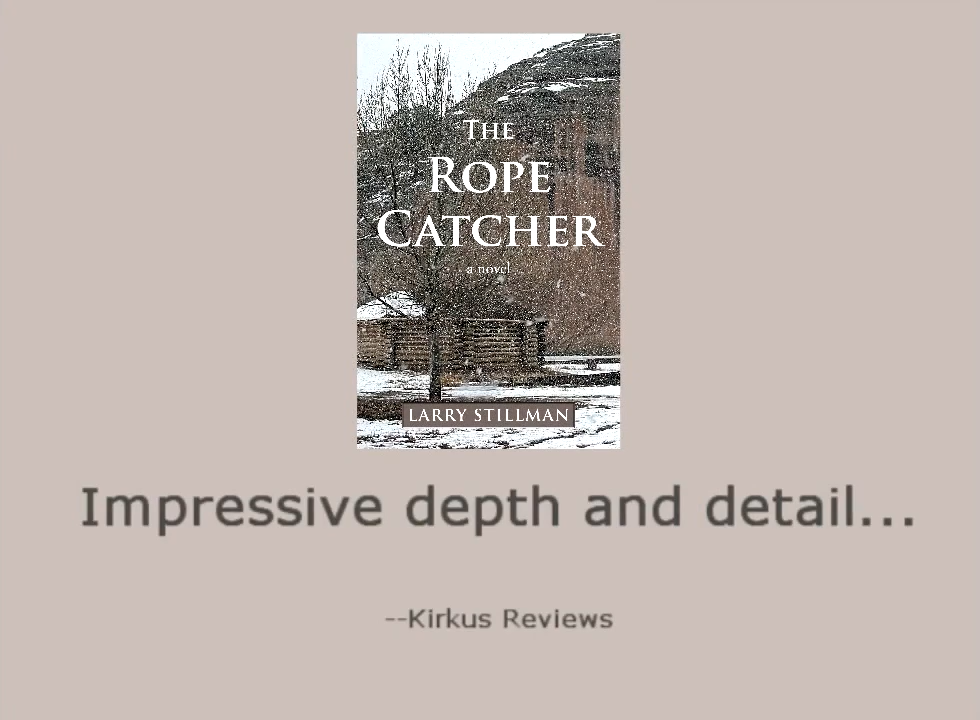 THE
ROPE
CATCHER
a novel
LARRY STILLMAN
Impressive depth and detail...
--Kirkus Reviews